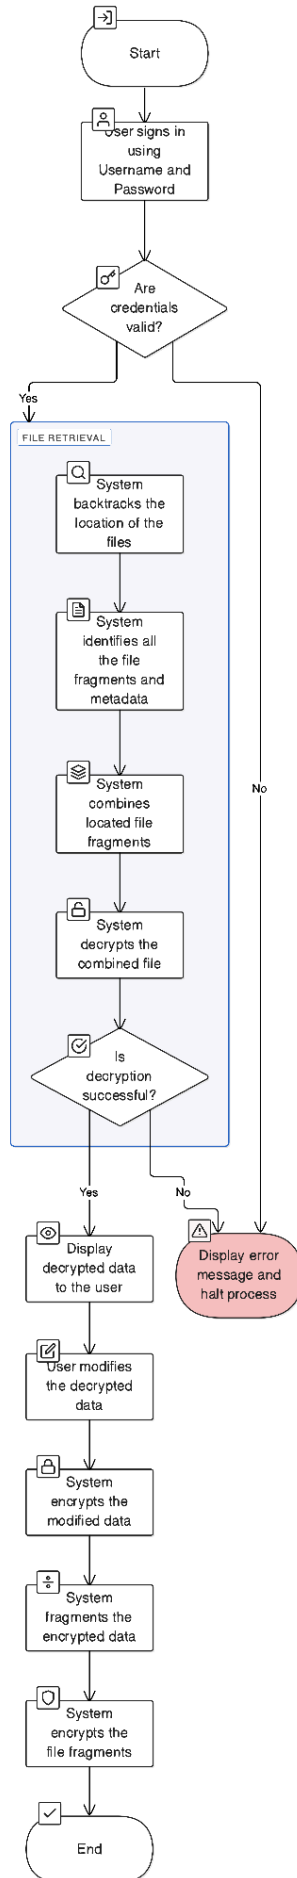 Start
User signs in
using
Username and
Password
Are
credentials
valid?
Yes
FILE RETRIEVAL
System
backtracks the
location of the
files
System
identifies all
the file
fragments and
metadata
System
combines
located file
fragments
No
System
decrypts the
combined file
Is
decryption
successful?
Yes
No
Display
decrypted data
to the user
Display error
message and
halt process
User modifies
the decrypted
data
System
encrypts the
modified data
System
fragments the
encrypted data
System
encrypts the
file fragments
End